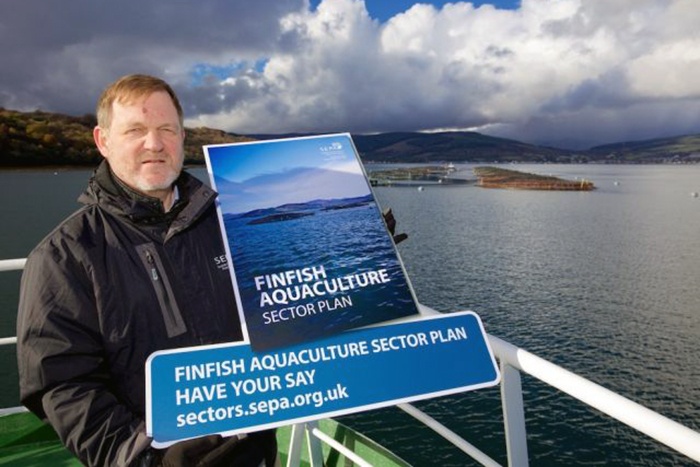 FINFISH
AQUACULTURE
SECTOR PLAN
FINFISH AQUACULTURE SECTOR PLAN
HAVE YOUR SAY
sectors.sepa.org.uk